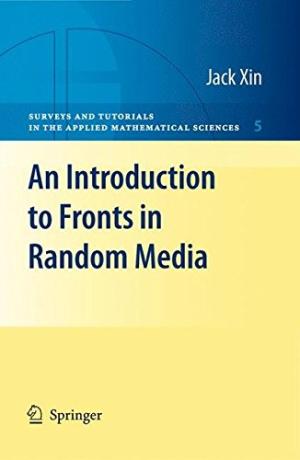 Jack Xin
SURVEYS AND TUTORIALS
IN THE APPLIED MATHEMATICAL SCIENCES 5
An Introduction
to Fronts in
Random Media
Springer